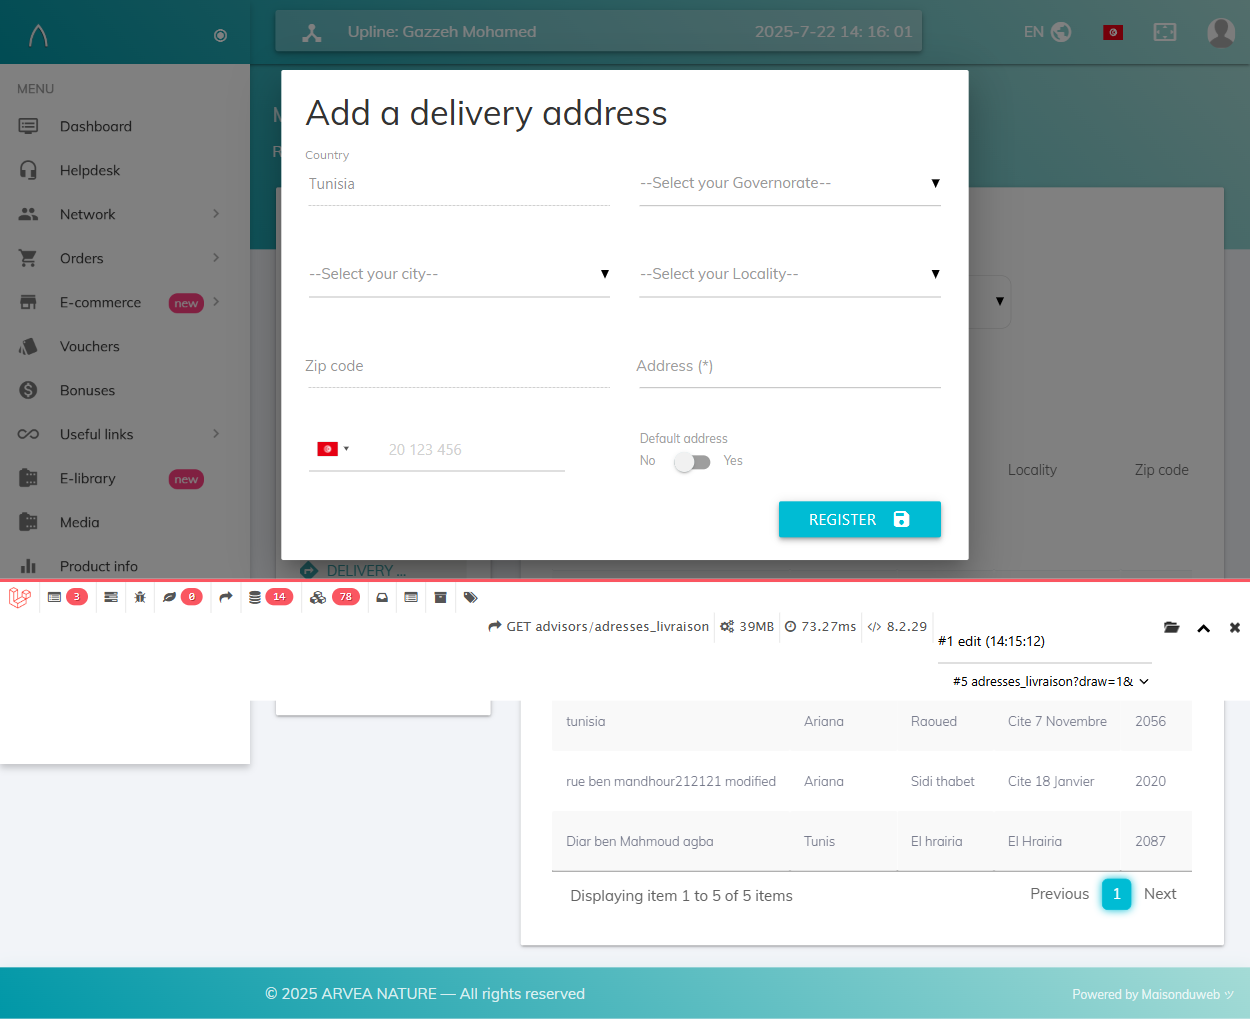 Upline: Gazzeh Mohamed
2025-7-22 14: 16: 01
EN
MENU
Dashboard
Helpdesk
Network
Orders
E-commerce new
Vouchers
Bonuses
Useful links
E-library new
Media
Product info
Add a delivery address
Country
Tunisia
--Select your Governorate--
--Select your city--
--Select your Locality--
Zip code
Address (*)
20 123 456
Default address
No Yes
REGISTER
Locality Zip code
DELIVERY ...
3 0 14 78
GET advisors/adresses_livraison 39MB 73.27ms 8.2.29
#1 edit (14:15:12)
#5 adresses_livraison?draw=1&
tunisia Ariana Raoued Cite 7 Novembre 2056
rue ben mandhour212121 modified Ariana Sidi thabet Cite 18 Janvier 2020
Diar ben Mahmoud agba Tunis El hrairia El Hrairia 2087
Displaying item 1 to 5 of 5 items
Previous 1 Next
© 2025 ARVEA NATURE — All rights reserved
Powered by Maisonduweb ツ